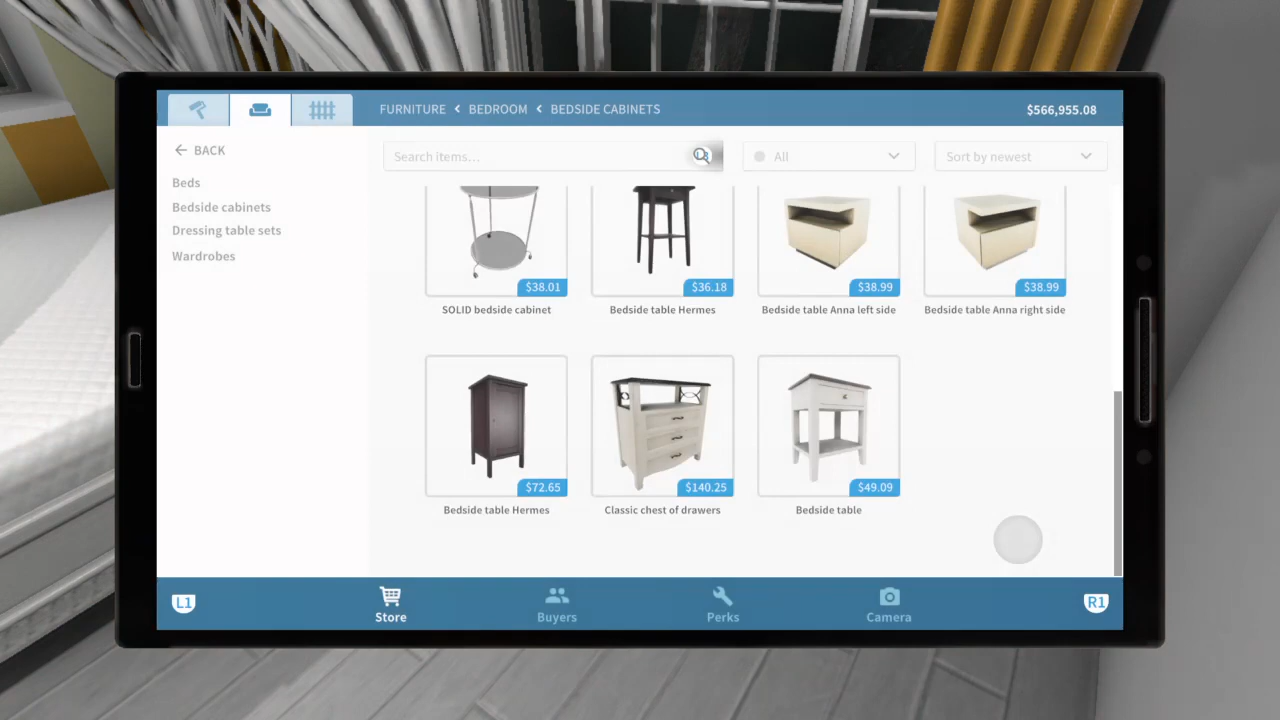 FURNITURE < BEDROOM < BEDSIDE CABINETS
$566,955.08
BACK
Beds
Bedside cabinets
Dressing table sets
Wardrobes
Search items...
All
Sort by newest
$38.01
$36.18
$38.99
$38.99
SOLID bedside cabinet
Bedside table Hermes
Bedside table Anna left side
Bedside table Anna right side
$72.65
$140.25
$49.09
Bedside table Hermes
Classic chest of drawers
Bedside table
L1
Store
Buyers
Perks
Camera
R1